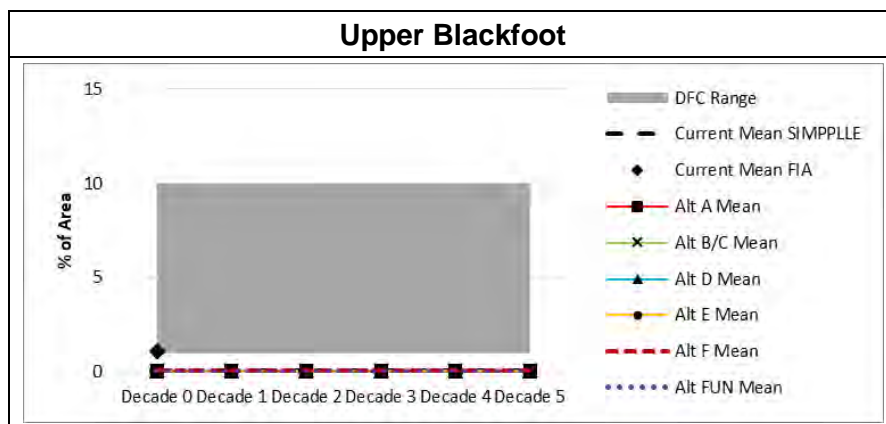 Upper Blackfoot
15
10
5
0
% of Area
Decade 0 Decade 1 Decade 2 Decade 3 Decade 4 Decade 5
DFC Range
Current Mean SIMPPLLE
Current Mean FIA
Alt A Mean
Alt B/C Mean
Alt D Mean
Alt E Mean
Alt F Mean
Alt FUN Mean